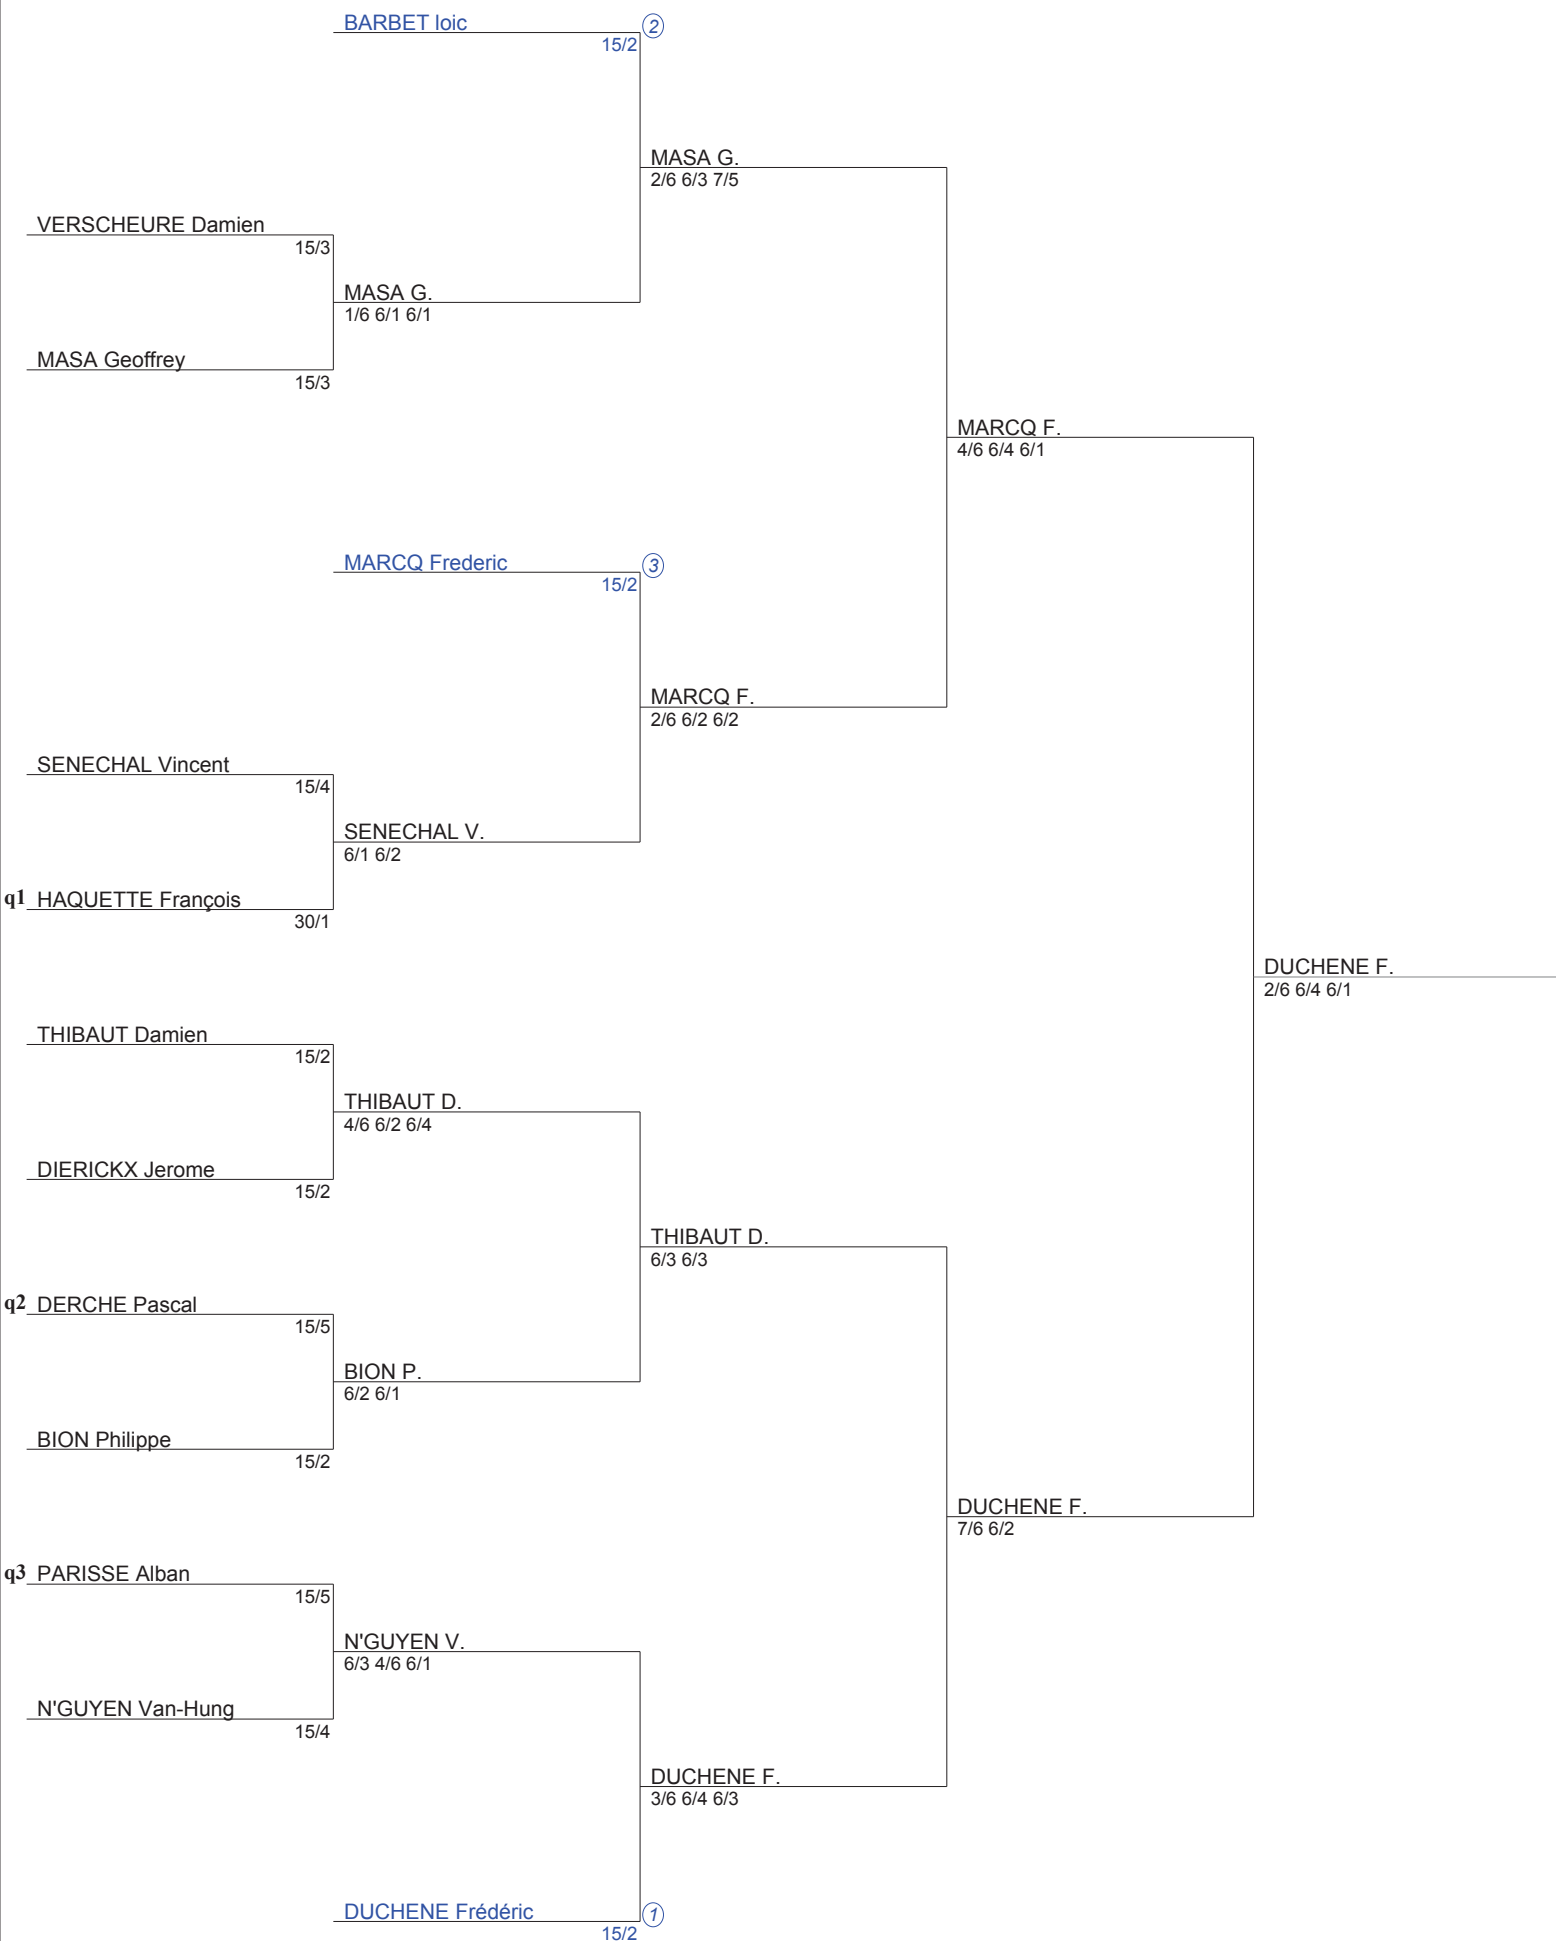 BARBET loic
2
15/2
MASA G.
2/6 6/3 7/5
VERSCHEURE Damien
15/3
MASA G.
1/6 6/1 6/1
MASA Geoffrey
15/3
MARCQ F.
4/6 6/4 6/1
MARCQ Frederic
3
15/2
MARCQ F.
2/6 6/2 6/2
SENECHAL Vincent
15/4
SENECHAL V.
6/1 6/2
q1 HAQUETTE François
30/1
DUCHENE F.
2/6 6/4 6/1
THIBAUT Damien
15/2
THIBAUT D.
4/6 6/2 6/4
DIERICKX Jerome
15/2
THIBAUT D.
6/3 6/3
q2 DERCHE Pascal
15/5
BION P.
6/2 6/1
BION Philippe
15/2
DUCHENE F.
7/6 6/2
q3 PARISSE Alban
15/5
N'GUYEN V.
6/3 4/6 6/1
N'GUYEN Van-Hung
15/4
DUCHENE F.
3/6 6/4 6/3
DUCHENE Frédéric
1
15/2